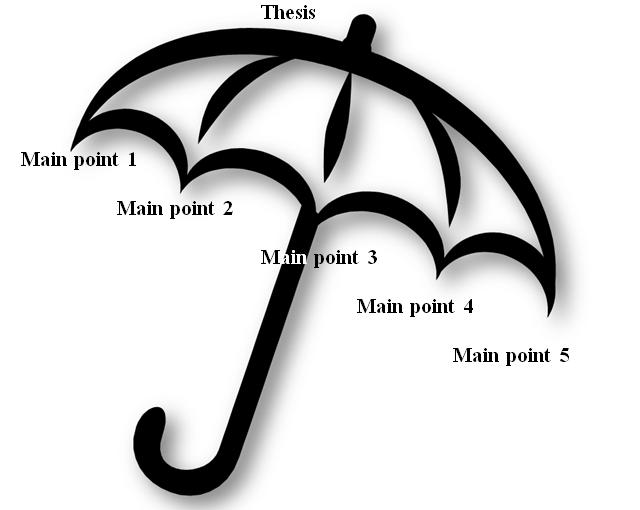 Thesis
Main point 1
Main point 2
Main point 3
Main point 4
Main point 5